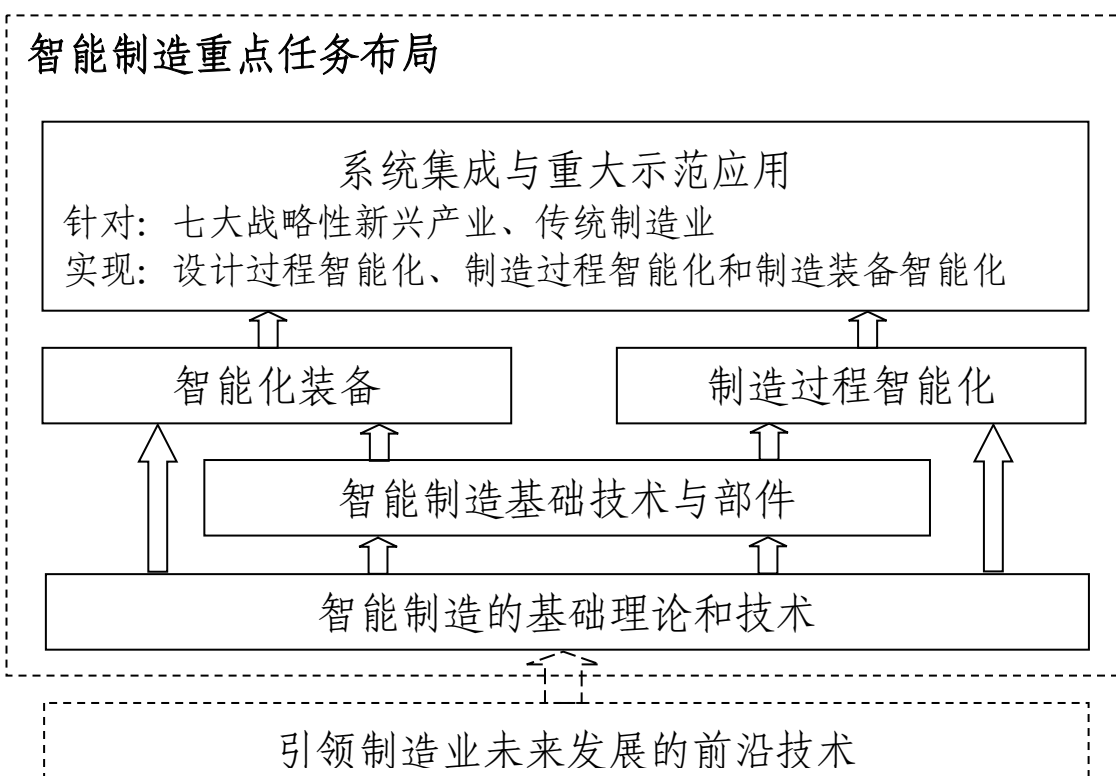 智能制造重点任务布局
系统集成与重大示范应用
针对：七大战略性新兴产业、传统制造业
实现：设计过程智能化、制造过程智能化和制造装备智能化
智能化装备
制造过程智能化
智能制造基础技术与部件
智能制造的基础理论和技术
引领制造业未来发展的前沿技术